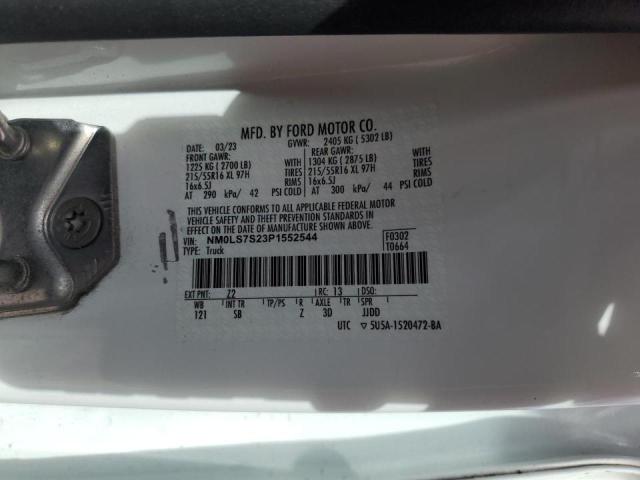 MFD. BY FORD MOTOR CO.
DATE: 03/23 GVWR: 2405 KG ( 5302 LB)
FRONT GAWR: REAR GAWR:
1225 KG ( 2700 LB) WITH 1304 KG ( 2875 LB) WITH
215/55R16 XL 97H TIRES 215/55R16 XL 97H TIRES
16x6.5J RIMS 16x6.5J RIMS
AT 290 kPa/ 42 PSI COLD AT 300 kPa/ 44 PSI COLD
THIS VEHICLE CONFORMS TO ALL APPLICABLE FEDERAL MOTOR
VEHICLE SAFETY AND THEFT PREVENTION STANDARDS IN
EFFECT ON THE DATE OF MANUFACTURE SHOWN ABOVE.
VIN: NM0LS7S23P1552544 F0302
TYPE: Truck T0664
EXT PNT: Z2 RC: 13 DSO:
WB INT TR TP/PS R AXLE TR SPR
121 SB Z 3D JJDD
UTC ▽5U5A-1520472-BA